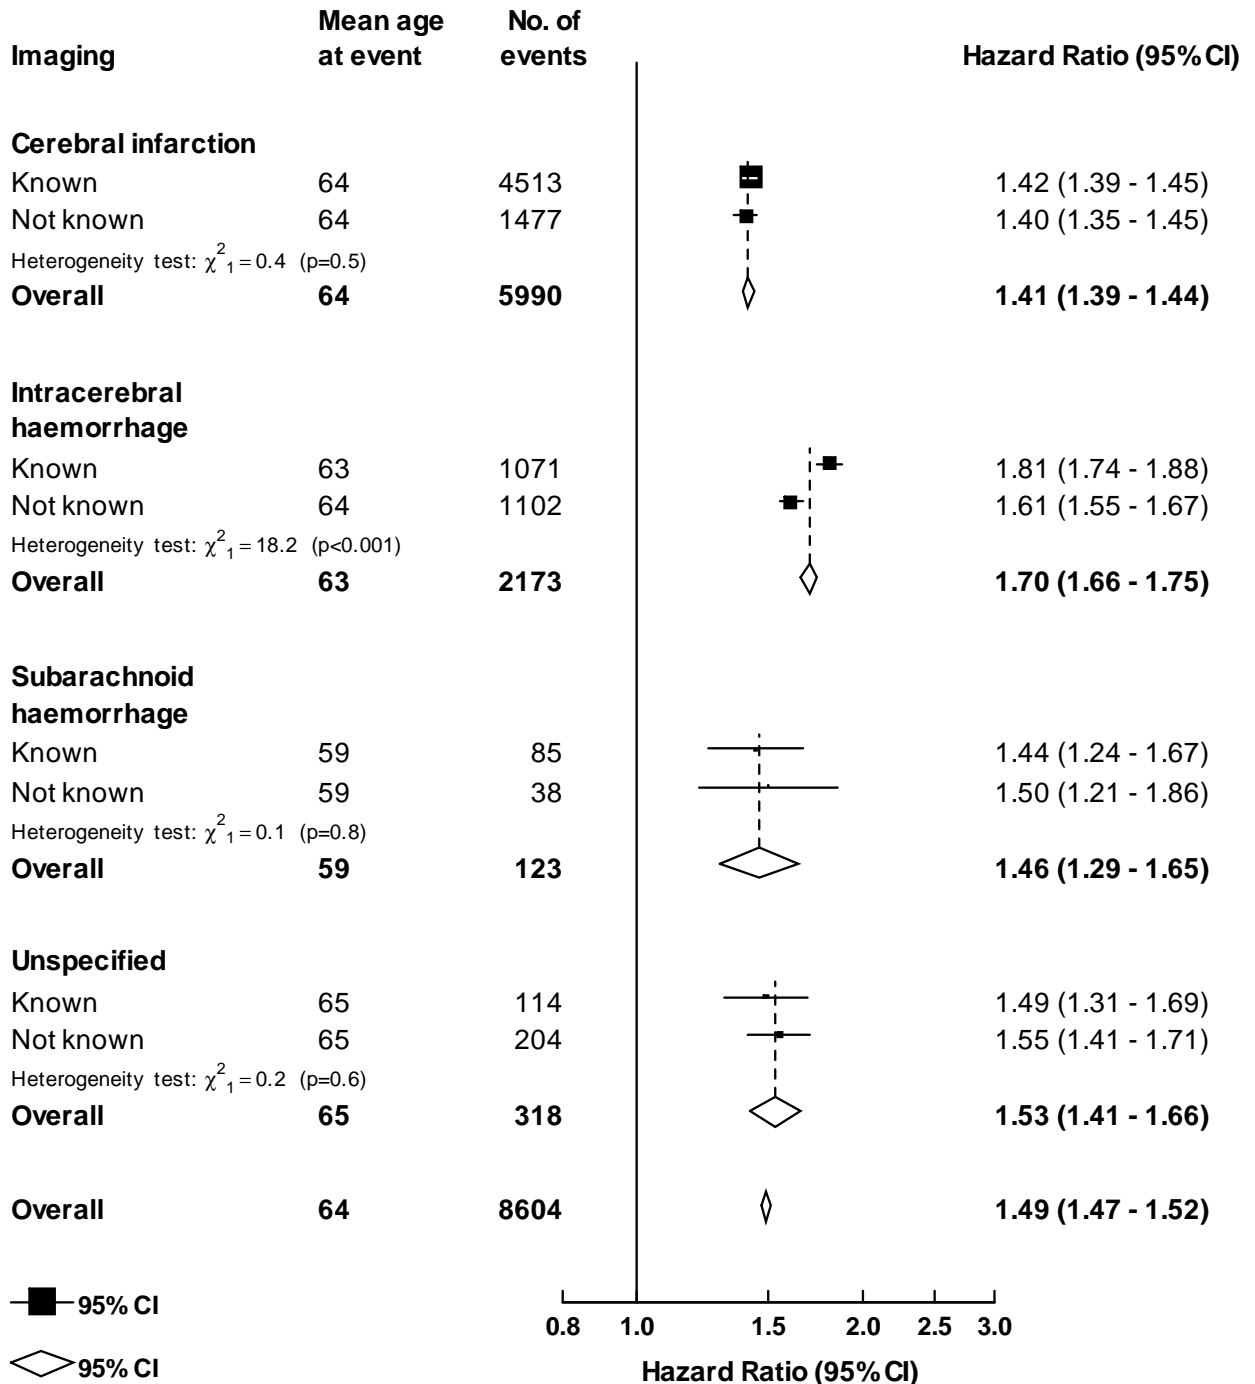 Mean age No. of
Imaging at event events Hazard Ratio (95% CI)
Cerebral infarction
Known 64 4513 1.42 (1.39 - 1.45)
Not known 64 1477 1.40 (1.35 - 1.45)
Heterogeneity test: χ²₁ = 0.4 (p=0.5)
Overall 64 5990 1.41 (1.39 - 1.44)
Intracerebral
haemorrhage
Known 63 1071 1.81 (1.74 - 1.88)
Not known 64 1102 1.61 (1.55 - 1.67)
Heterogeneity test: χ²₁ = 18.2 (p<0.001)
Overall 63 2173 1.70 (1.66 - 1.75)
Subarachnoid
haemorrhage
Known 59 85 1.44 (1.24 - 1.67)
Not known 59 38 1.50 (1.21 - 1.86)
Heterogeneity test: χ²₁ = 0.1 (p=0.8)
Overall 59 123 1.46 (1.29 - 1.65)
Unspecified
Known 65 114 1.49 (1.31 - 1.69)
Not known 65 204 1.55 (1.41 - 1.71)
Heterogeneity test: χ²₁ = 0.2 (p=0.6)
Overall 65 318 1.53 (1.41 - 1.66)
Overall 64 8604 1.49 (1.47 - 1.52)
95% CI
0.8 1.0 1.5 2.0 2.5 3.0
95% CI
Hazard Ratio (95% CI)